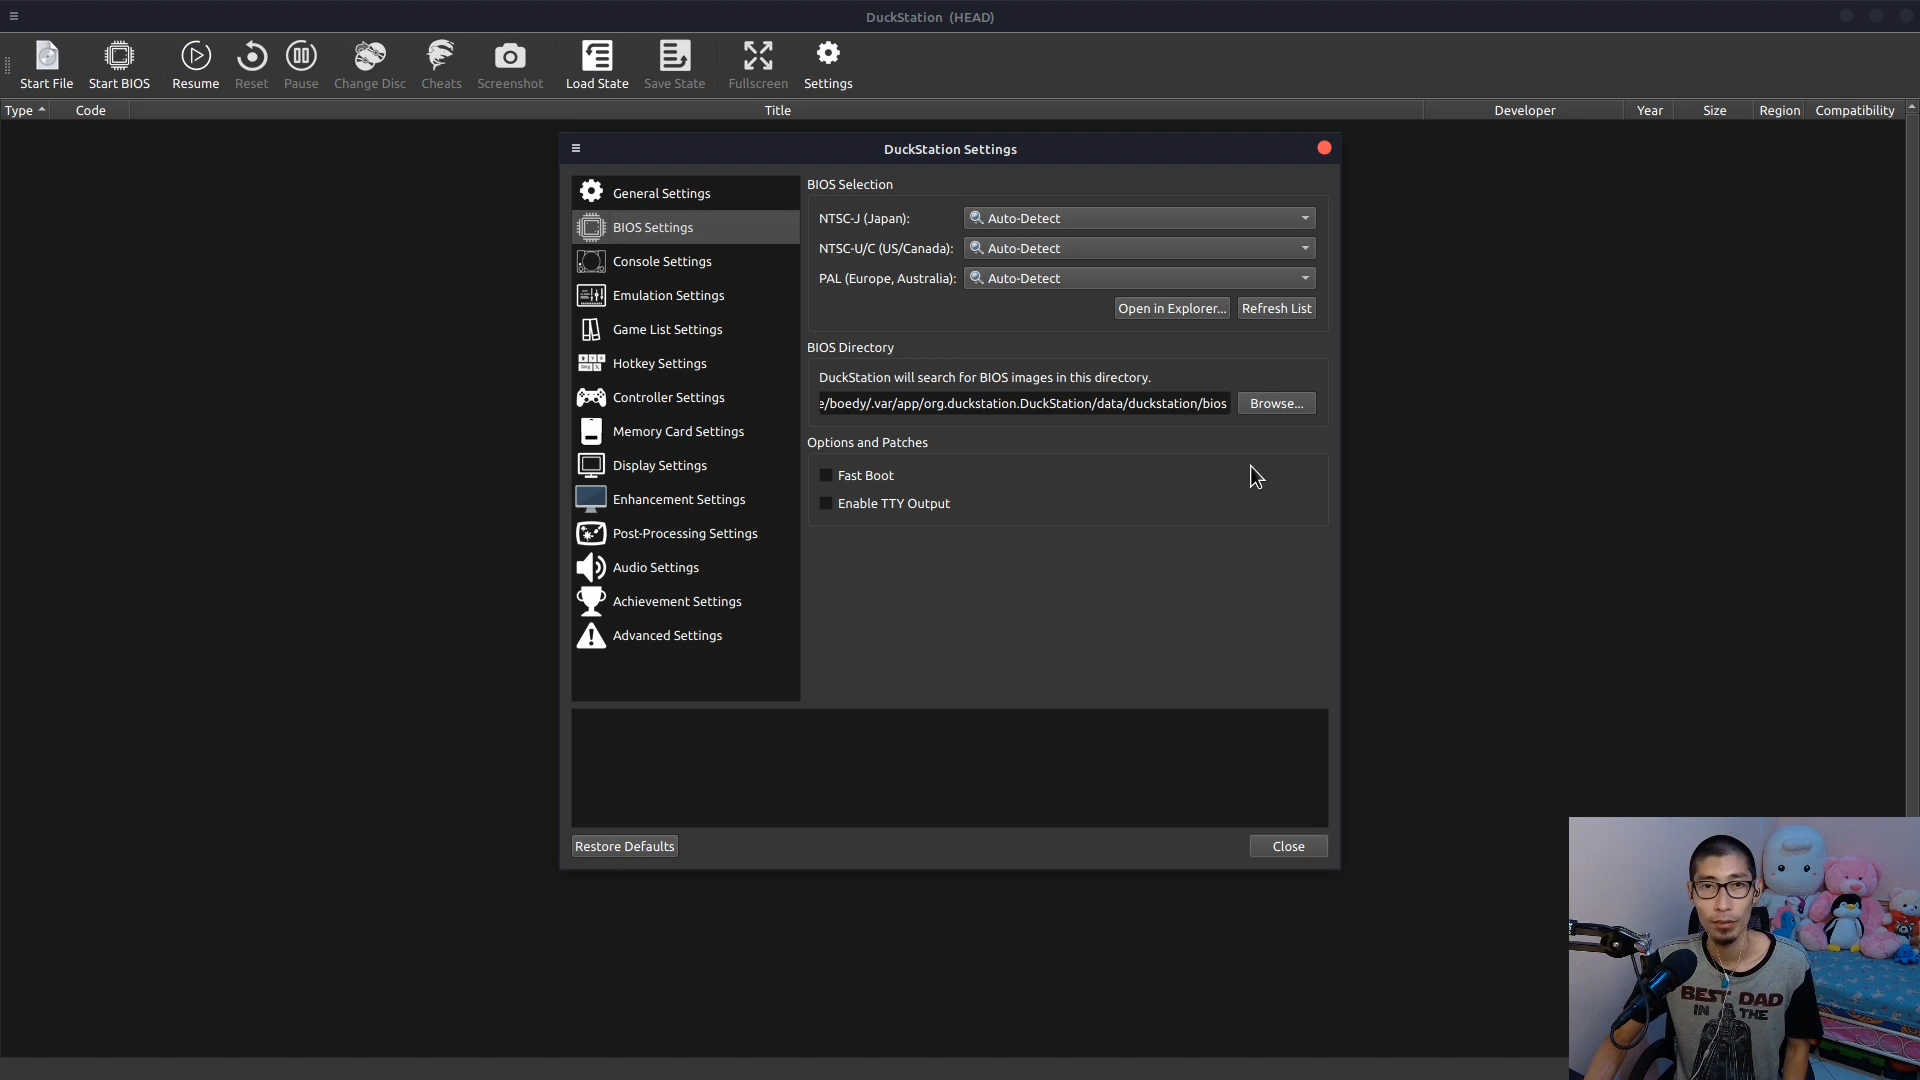 DuckStation (HEAD)
Start File
Start BIOS
Resume
Reset
Pause
Change Disc
Cheats
Screenshot
Load State
Save State
Fullscreen
Settings
Type
Code
Title
Developer
Year
Size
Region
Compatibility
DuckStation Settings
General Settings
BIOS Settings
Console Settings
Emulation Settings
Game List Settings
Hotkey Settings
Controller Settings
Memory Card Settings
Display Settings
Enhancement Settings
Post-Processing Settings
Audio Settings
Achievement Settings
Advanced Settings
BIOS Selection
NTSC-J (Japan): Auto-Detect
NTSC-U/C (US/Canada): Auto-Detect
PAL (Europe, Australia): Auto-Detect
Open in Explorer... Refresh List
BIOS Directory
DuckStation will search for BIOS images in this directory.
e/boedy/.var/app/org.duckstation.DuckStation/data/duckstation/bios Browse...
Options and Patches
Fast Boot
Enable TTY Output
Restore Defaults
Close
BEST DAD
IN THE